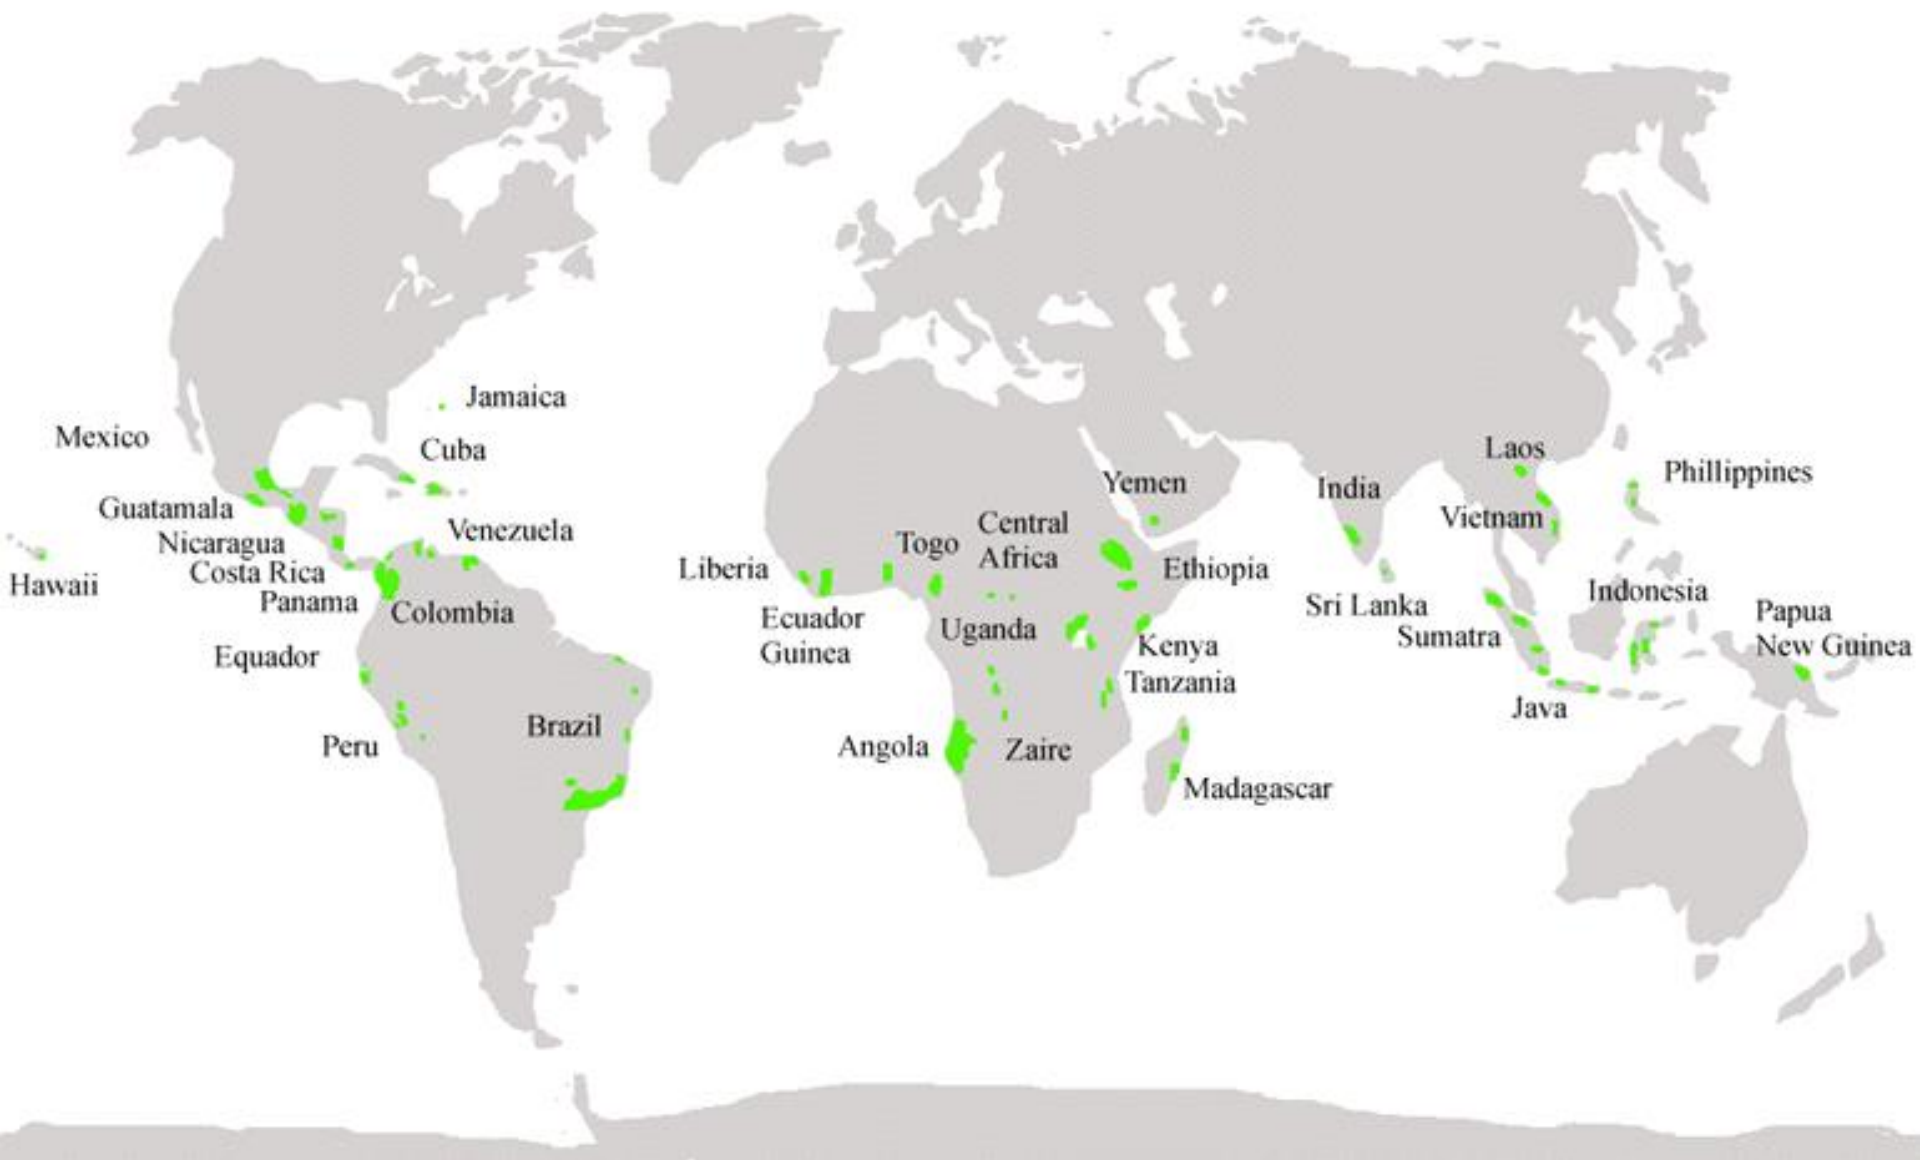 Jamaica
Mexico
Cuba
Guatamala
Nicaragua
Venezuela
Costa Rica
Hawaii
Panama
Colombia
Equador
Peru
Brazil
Liberia
Togo
Central
Africa
Yemen
Ethiopia
Ecuador
Guinea
Uganda
Kenya
Tanzania
Angola
Zaire
Madagascar
India
Sri Lanka
Laos
Vietnam
Phillippines
Indonesia
Sumatra
Java
Papua
New Guinea